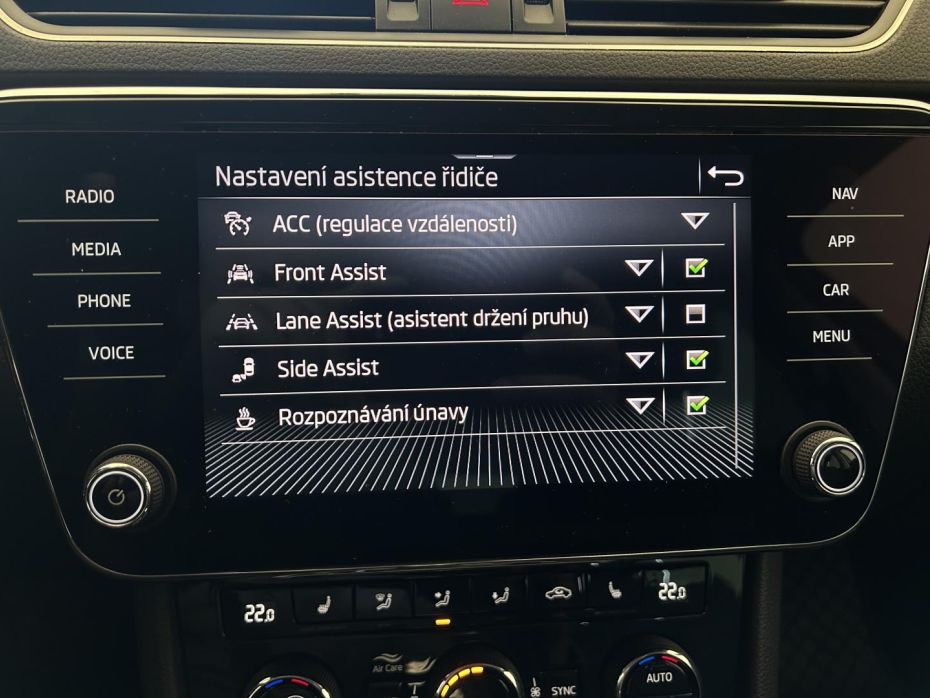 Nastavení asistence řidiče
RADIO
MEDIA
PHONE
VOICE
ACC (regulace vzdálenosti)
Front Assist
Lane Assist (asistent držení pruhu)
Side Assist
Rozpoznávání únavy
NAV
APP
CAR
MENU
22.0
22.0
Air Care
AUTO
SYNC